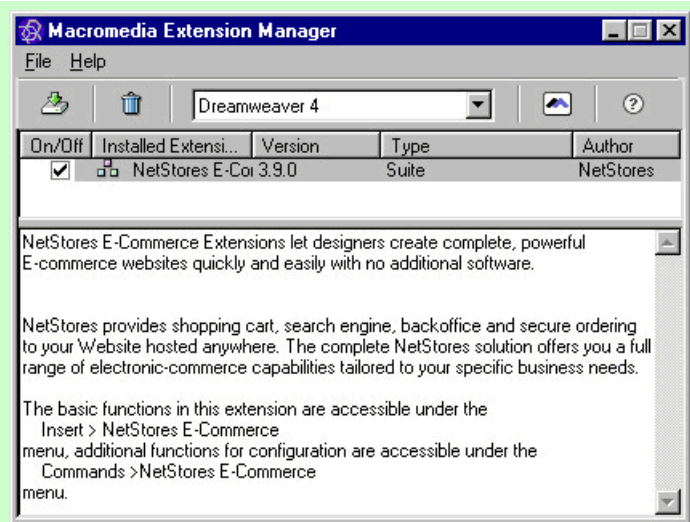 Macromedia Extension Manager
File Help
Dreamweaver 4
?
On/Off Installed Extensi... Version Type Author
NetStores E-Co 3.9.0 Suite NetStores
NetStores E-Commerce Extensions let designers create complete, powerful
E-commerce websites quickly and easily with no additional software.
NetStores provides shopping cart, search engine, backoffice and secure ordering
to your Website hosted anywhere. The complete NetStores solution offers you a full
range of electronic-commerce capabilities tailored to your specific business needs.
The basic functions in this extension are accessible under the
Insert > NetStores E-Commerce
menu, additional functions for configuration are accessible under the
Commands >NetStores E-Commerce
menu.